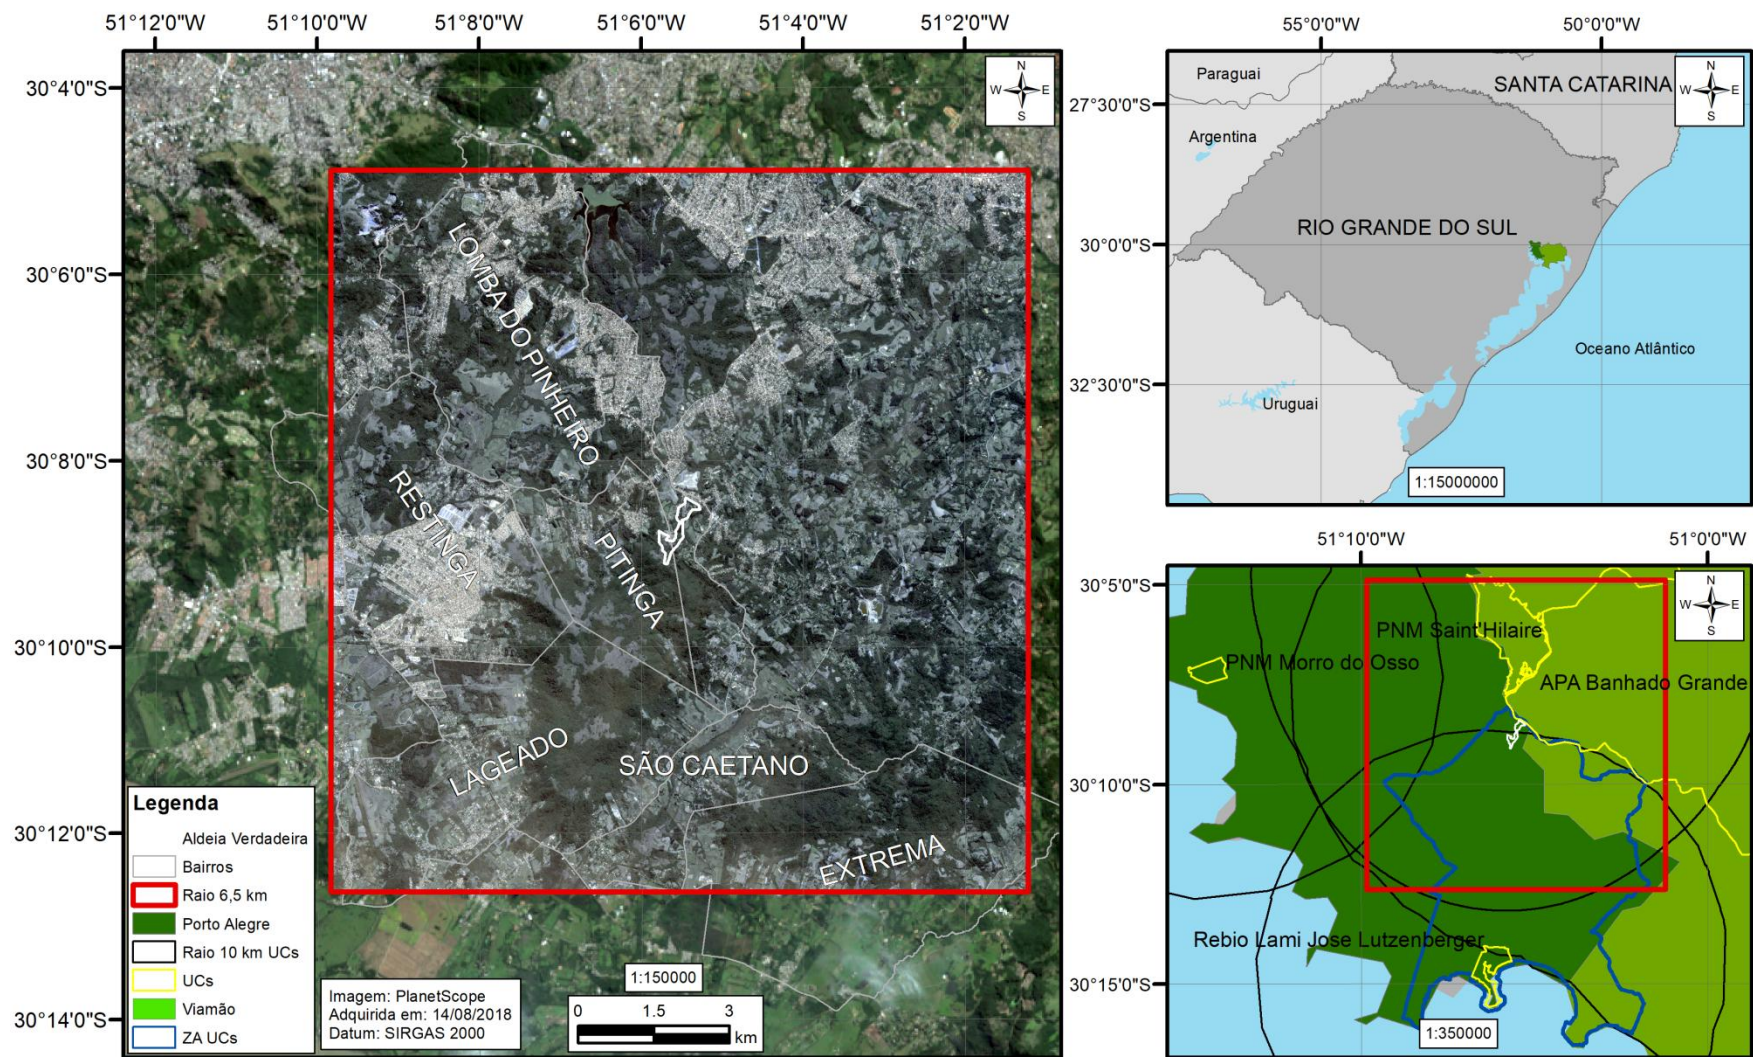 51°12'0"W 51°10'0"W 51°8'0"W 51°6'0"W 51°4'0"W 51°2'0"W
30°4'0"S
30°6'0"S
30°8'0"S
30°10'0"S
30°12'0"S
30°14'0"S
N
W E
S
LOMBA DO PINHEIRO
RESTINGA
PITINGA
LAGEADO
SÃO CAETANO
EXTREMA
Legenda
Aldeia Verdadeira
Bairros
Raio 6,5 km
Porto Alegre
Raio 10 km UCs
UCs
Viamão
ZA UCs
Imagem: PlanetScope
Adquirida em: 14/08/2018
Datum: SIRGAS 2000
1:150000
0 1.5 3
km
55°0'0"W 50°0'0"W
27°30'0"S
30°0'0"S
32°30'0"S
Paraguai
SANTA CATARINA
N
W E
S
Argentina
RIO GRANDE DO SUL
Oceano Atlântico
Uruguai
1:15000000
51°10'0"W 51°0'0"W
30°5'0"S
30°10'0"S
30°15'0"S
N
W E
S
PNM Saint'Hilaire
PNM Morro do Osso
APA Banhado Grande
Rebio Lami Jose Lutzenberger
1:350000